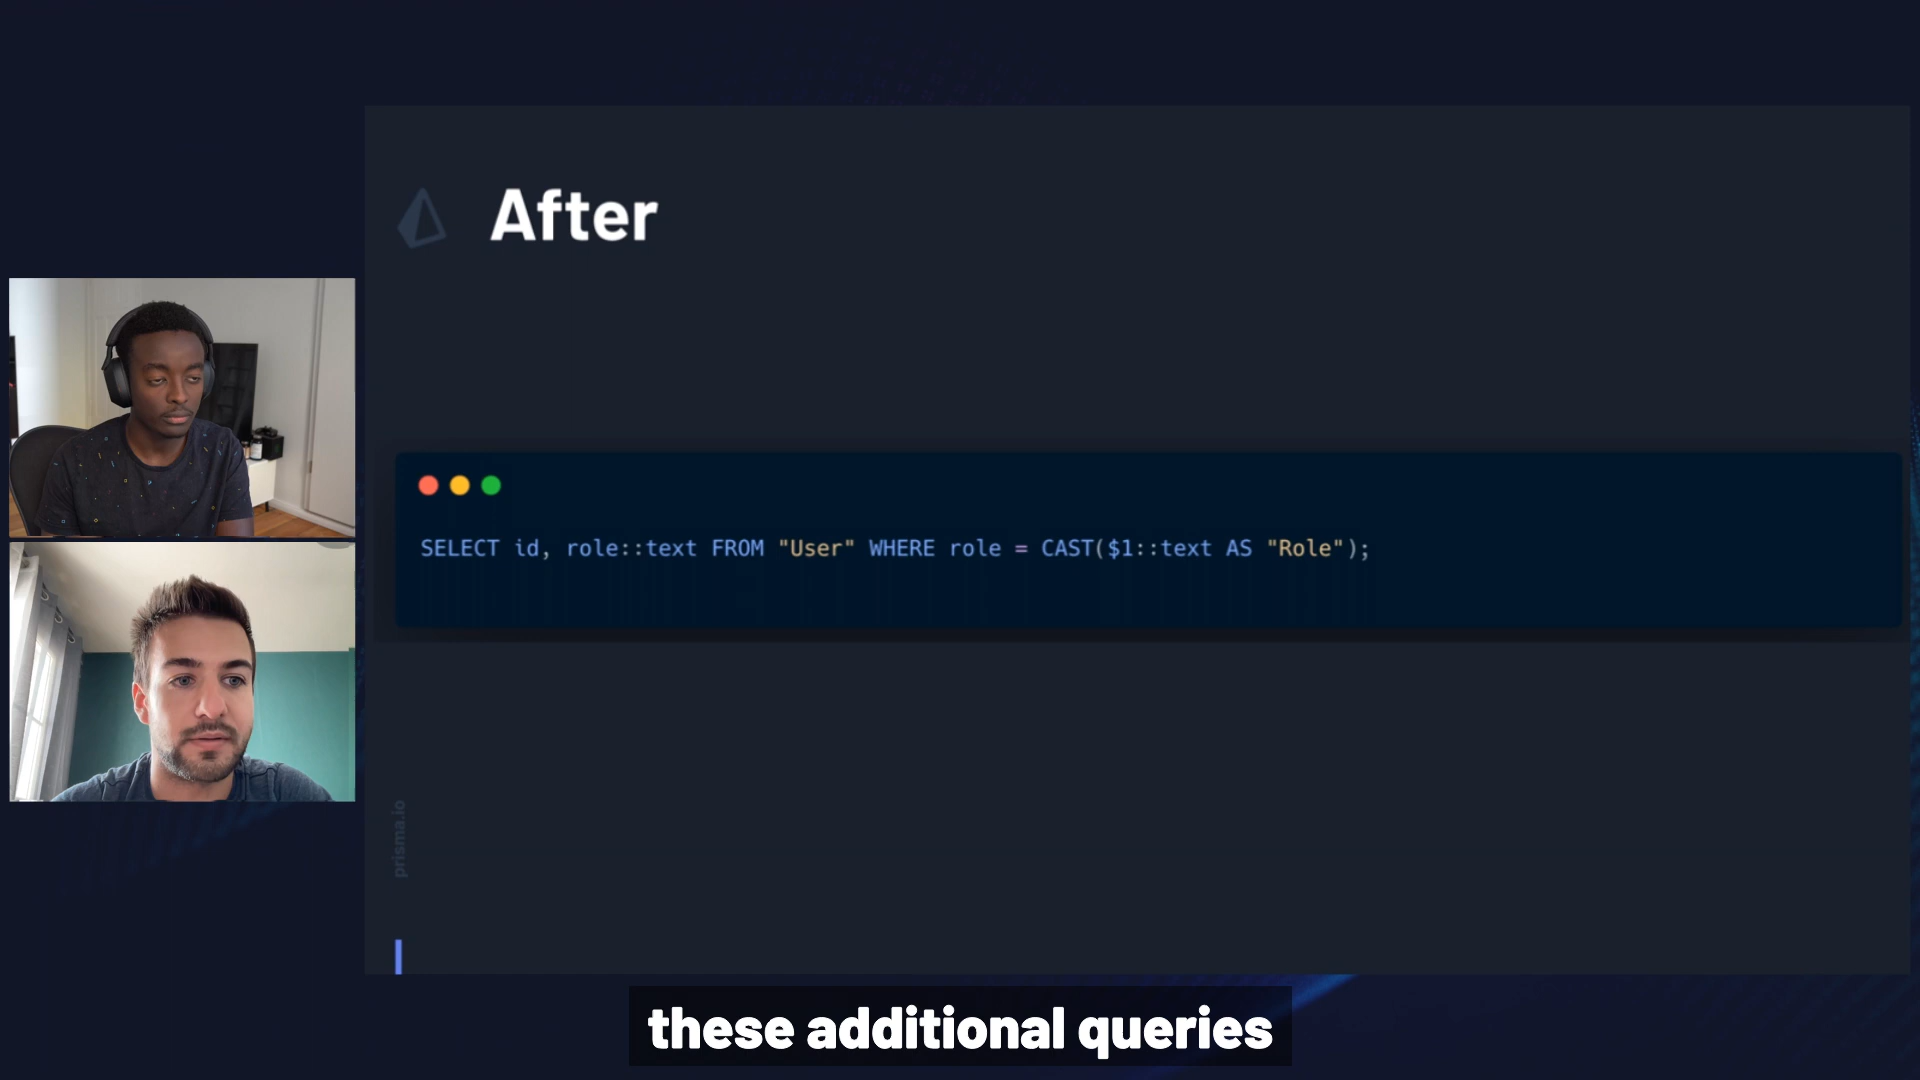 After
SELECT id, role::text FROM "User" WHERE role = CAST($1::text AS "Role");
prisma.io
these additional queries